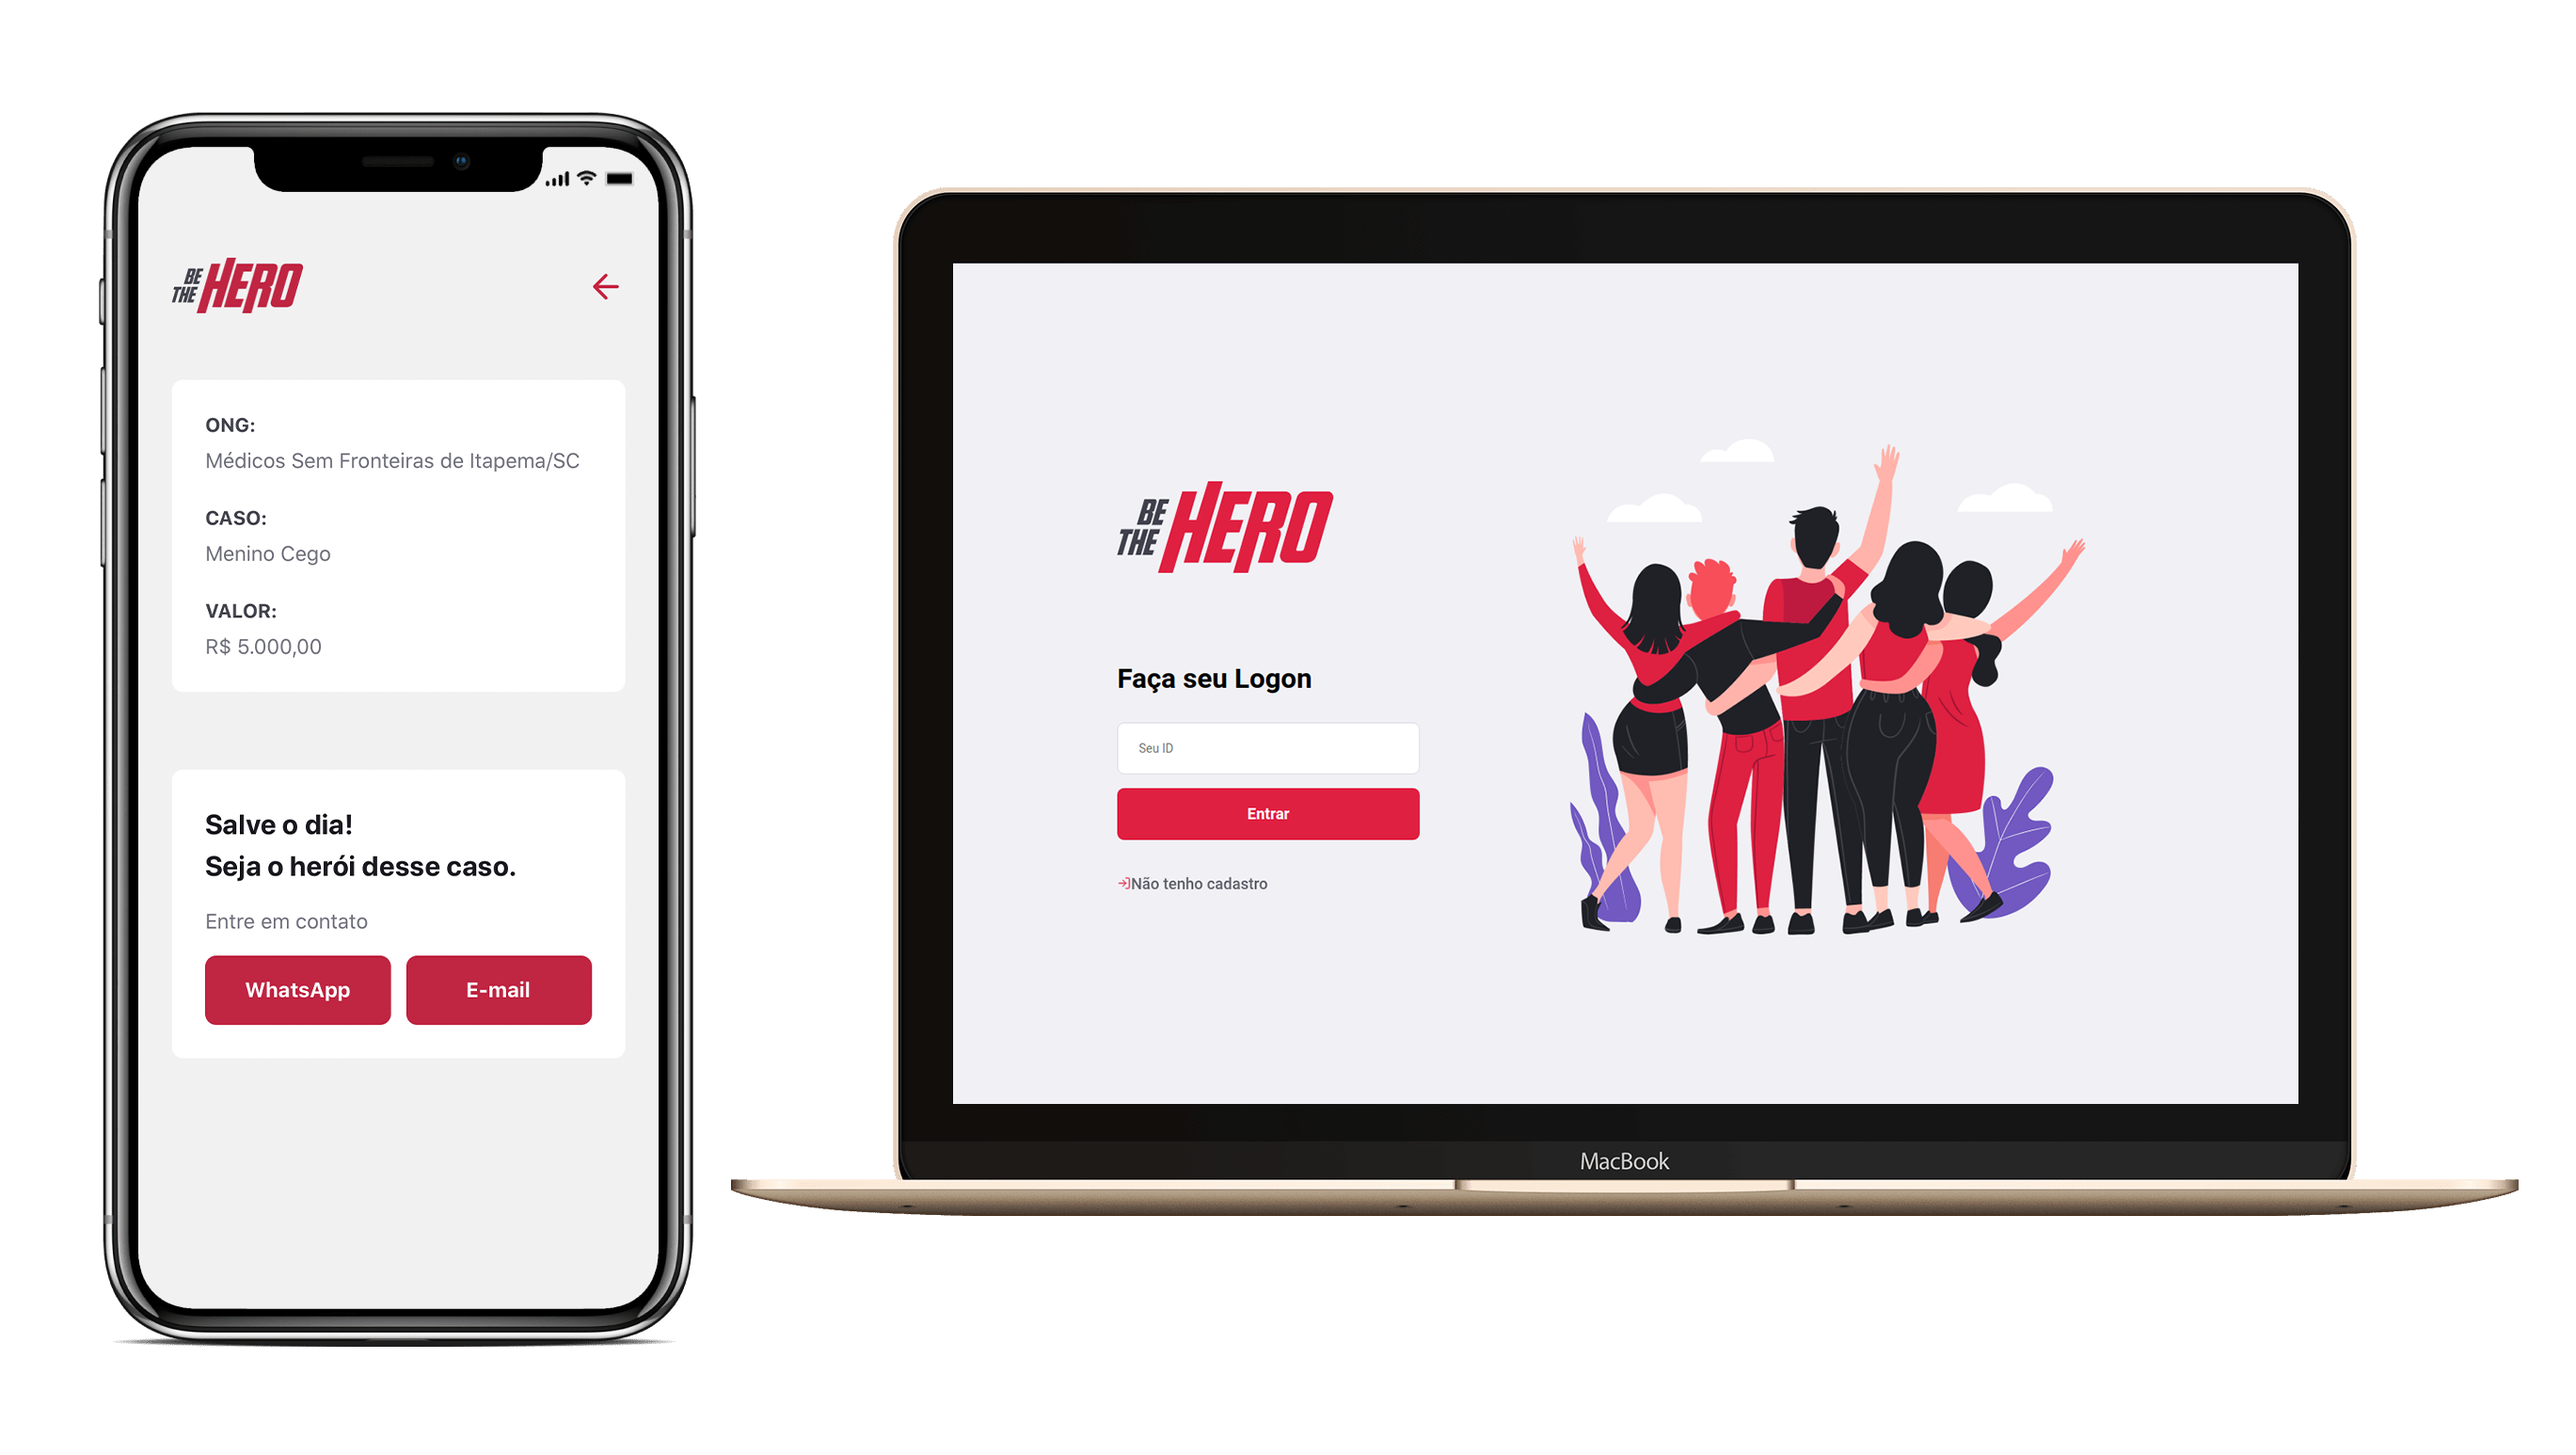 BE
THE HERO
ONG:
Médicos Sem Fronteiras de Itapema/SC
CASO:
Menino Cego
VALOR:
R$ 5.000,00
Salve o dia!
Seja o herói desse caso.
Entre em contato
WhatsApp E-mail
BE
THE HERO
Faça seu Logon
Seu ID
Entrar
Não tenho cadastro
MacBook